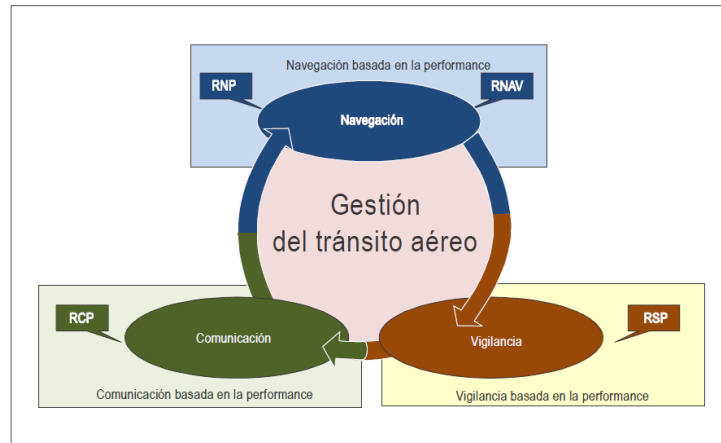 Navegación basada en la performance
RNP
RNAV
Navegación
Gestión
del tránsito aéreo
RCP
RSP
Comunicación
Vigilancia
Comunicación basada en la performance
Vigilancia basada en la performance